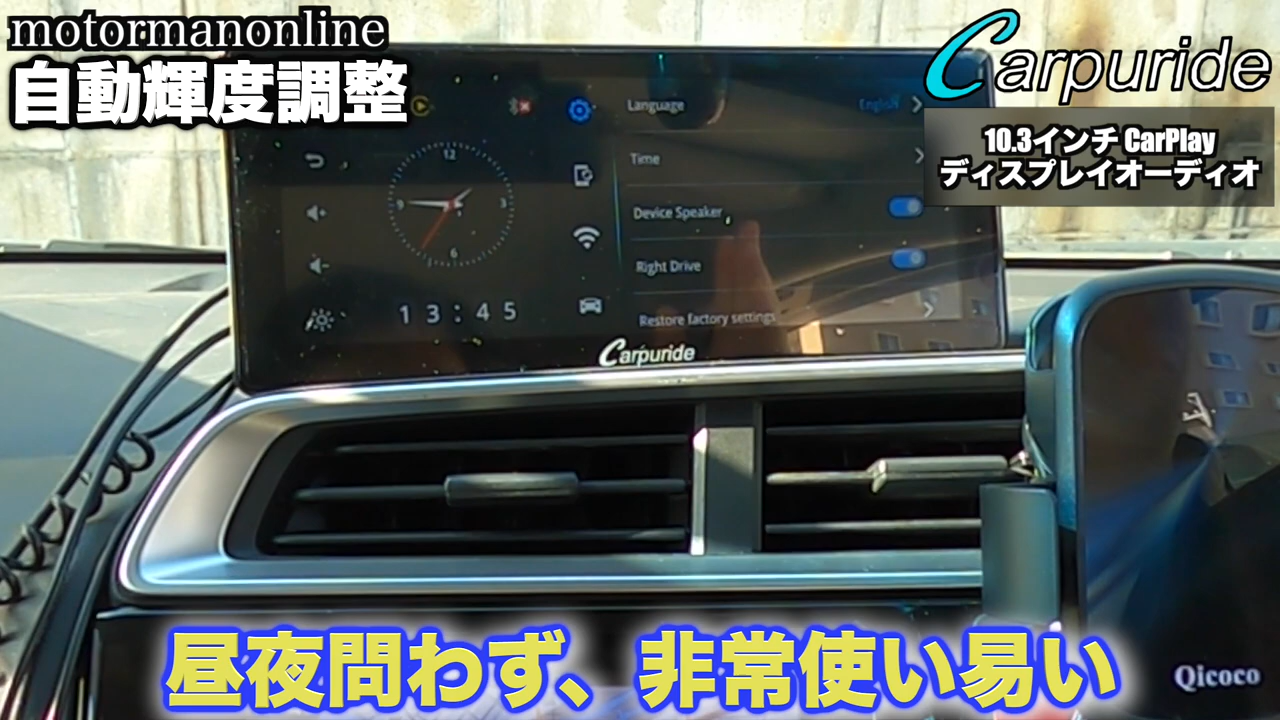 motormanonline
自動輝度調整
Carpuride
10.3インチ CarPlay
ディスプレイオーディオ
Language English
Time
Device Speaker
Right Drive
Restore factory settings
12
9 3
6
13:45
Carpuride
Qicoco
昼夜問わず、非常使い易い